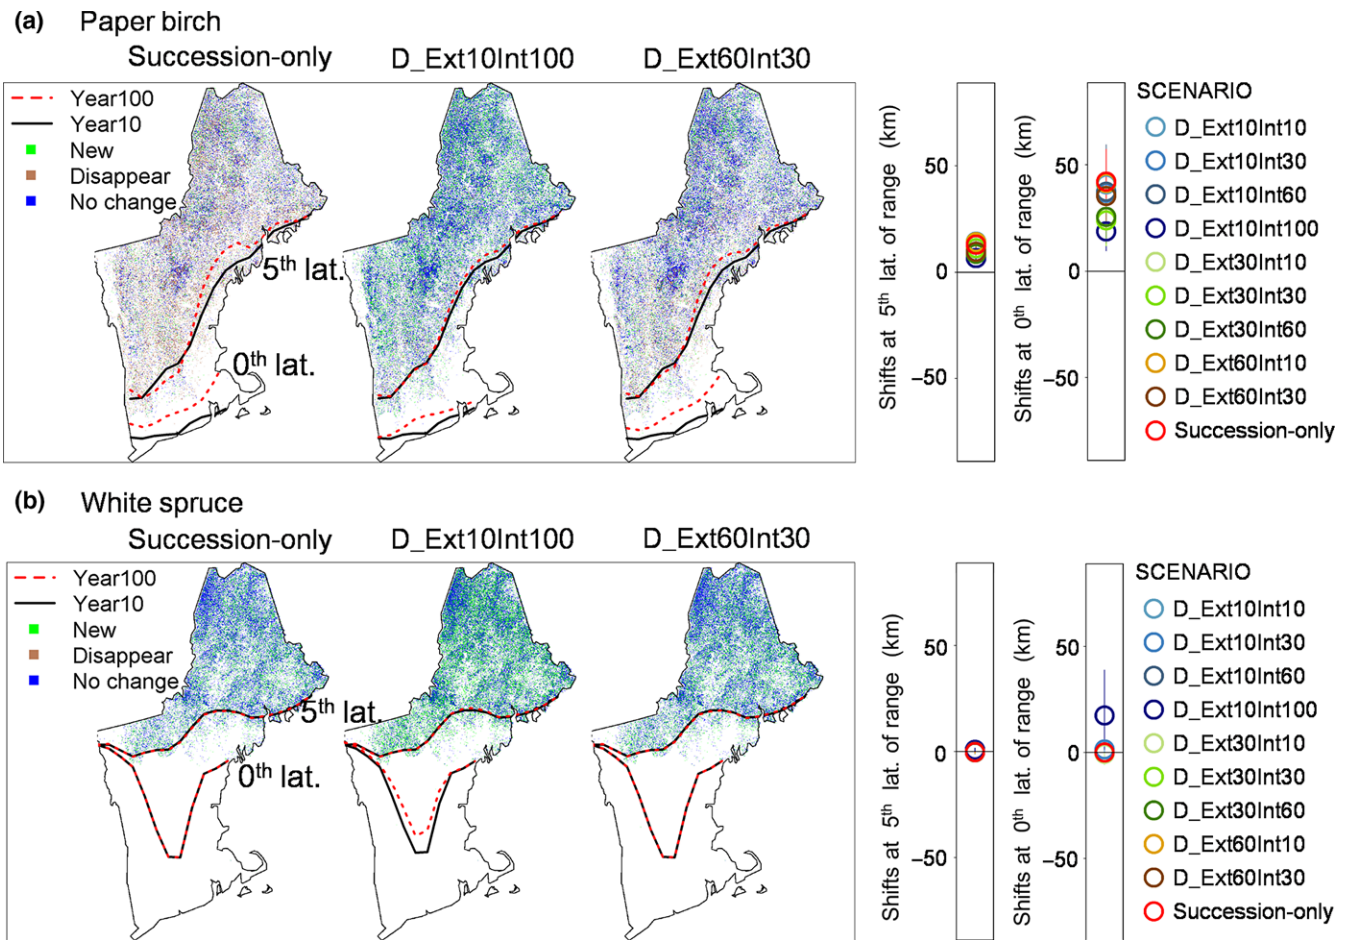 (a) Paper birch
Succession-only D_Ext10Int100 D_Ext60Int30
Year100
Year10
New
Disappear
No change
5th lat.
0th lat.
Shifts at 5th lat. of range (km)
50
0
−50
Shifts at 0th lat. of range (km)
50
0
−50
SCENARIO
D_Ext10Int10
D_Ext10Int30
D_Ext10Int60
D_Ext10Int100
D_Ext30Int10
D_Ext30Int30
D_Ext30Int60
D_Ext60Int10
D_Ext60Int30
Succession-only
(b) White spruce
Succession-only D_Ext10Int100 D_Ext60Int30
Year100
Year10
New
Disappear
No change
5th lat.
0th lat.
Shifts at 5th lat. of range (km)
50
0
−50
Shifts at 0th lat. of range (km)
50
0
−50
SCENARIO
D_Ext10Int10
D_Ext10Int30
D_Ext10Int60
D_Ext10Int100
D_Ext30Int10
D_Ext30Int30
D_Ext30Int60
D_Ext60Int10
D_Ext60Int30
Succession-only